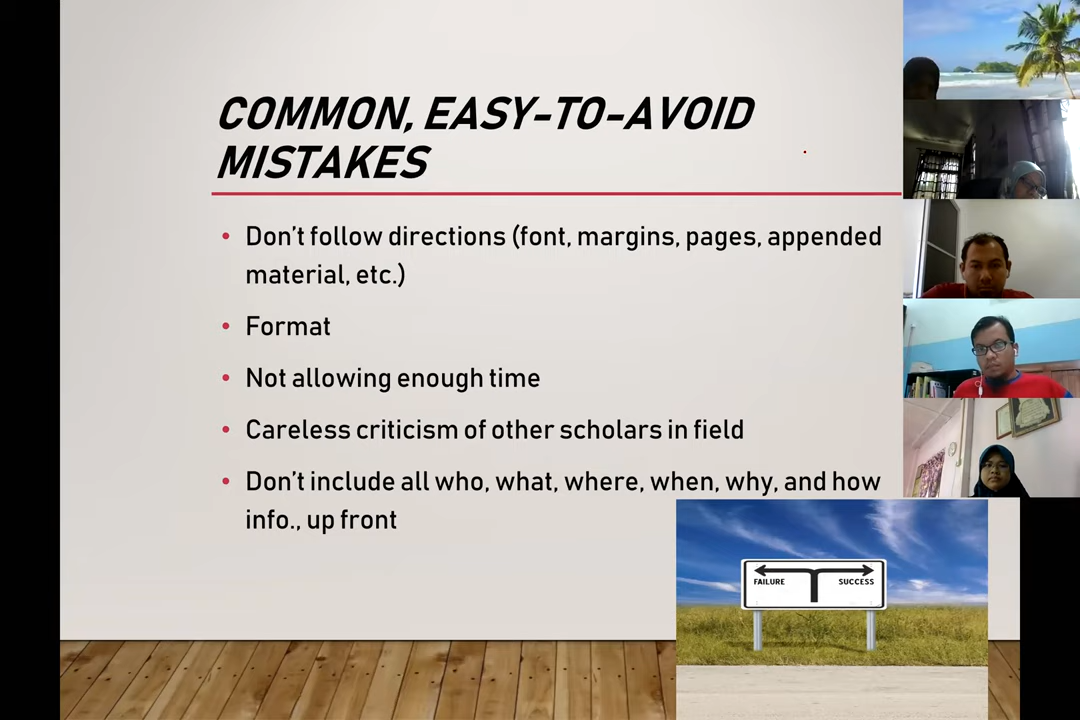 COMMON, EASY-TO-AVOID
MISTAKES
Don't follow directions (font, margins, pages, appended
material, etc.)
Format
Not allowing enough time
Careless criticism of other scholars in field
Don't include all who, what, where, when, why, and how
info., up front
FAILURE
SUCCESS